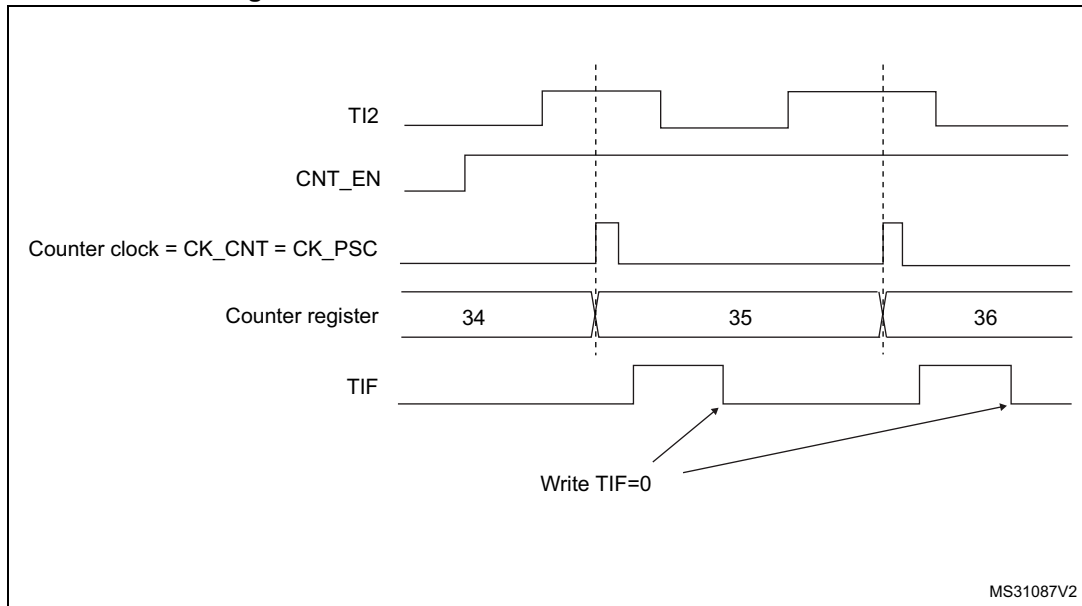 TI2
CNT_EN
Counter clock = CK_CNT = CK_PSC
Counter register 34 35 36
TIF
Write TIF=0
MS31087V2